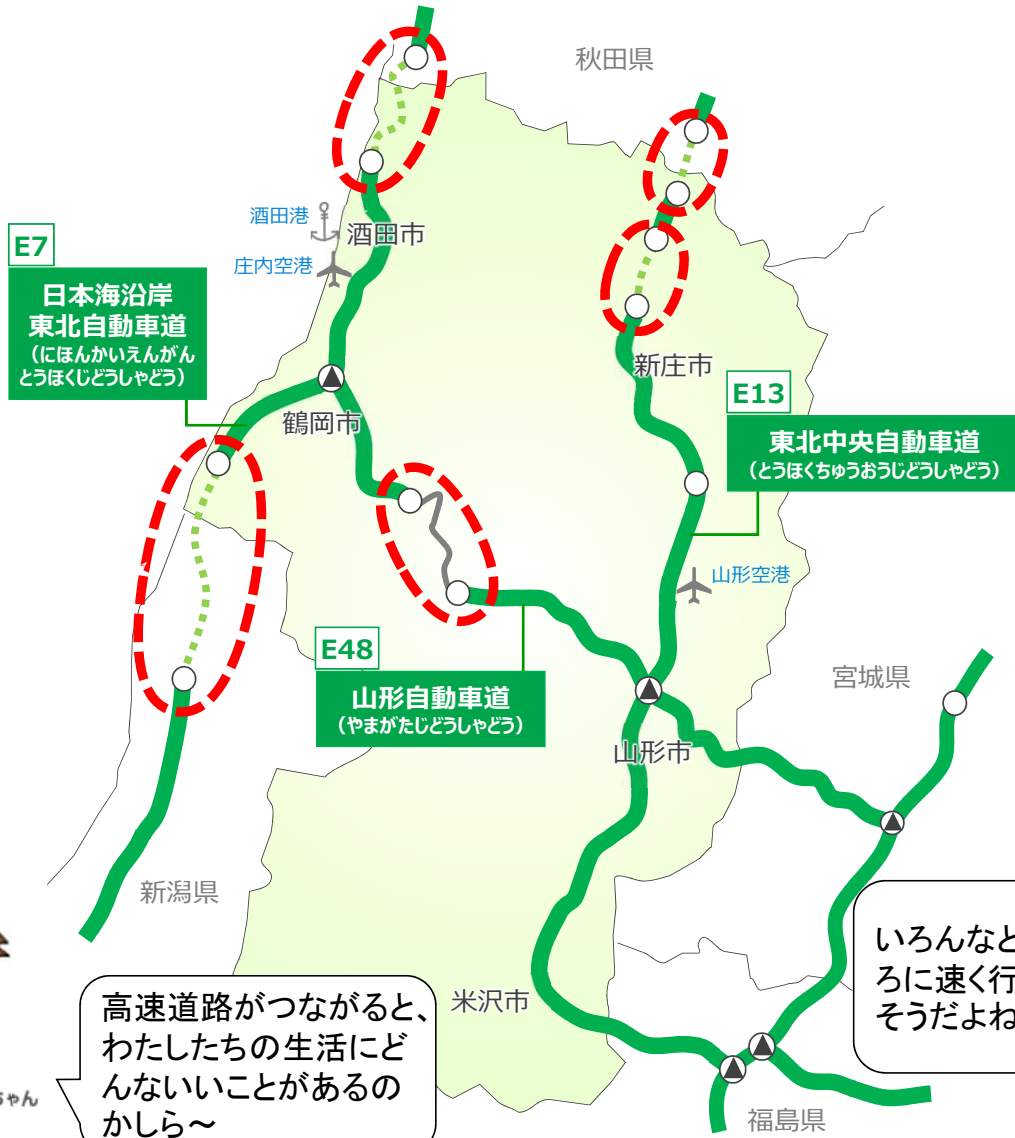 秋田県
酒田港
酒田市
庄内空港
E7
日本海沿岸
東北自動車道
(にほんかいえんがん
とうほくじどうしゃどう)
新庄市
鶴岡市
E13
東北中央自動車道
(とうほくちゅうおうじどうしゃどう)
山形空港
E48
山形自動車道
(やまがたじどうしゃどう)
宮城県
山形市
新潟県
米沢市
いろんなと
ろに速く行
そうだよね
高速道路がつながると、
わたしたちの生活にど
んないいことがあるの
かしら～
ちゃん
福島県